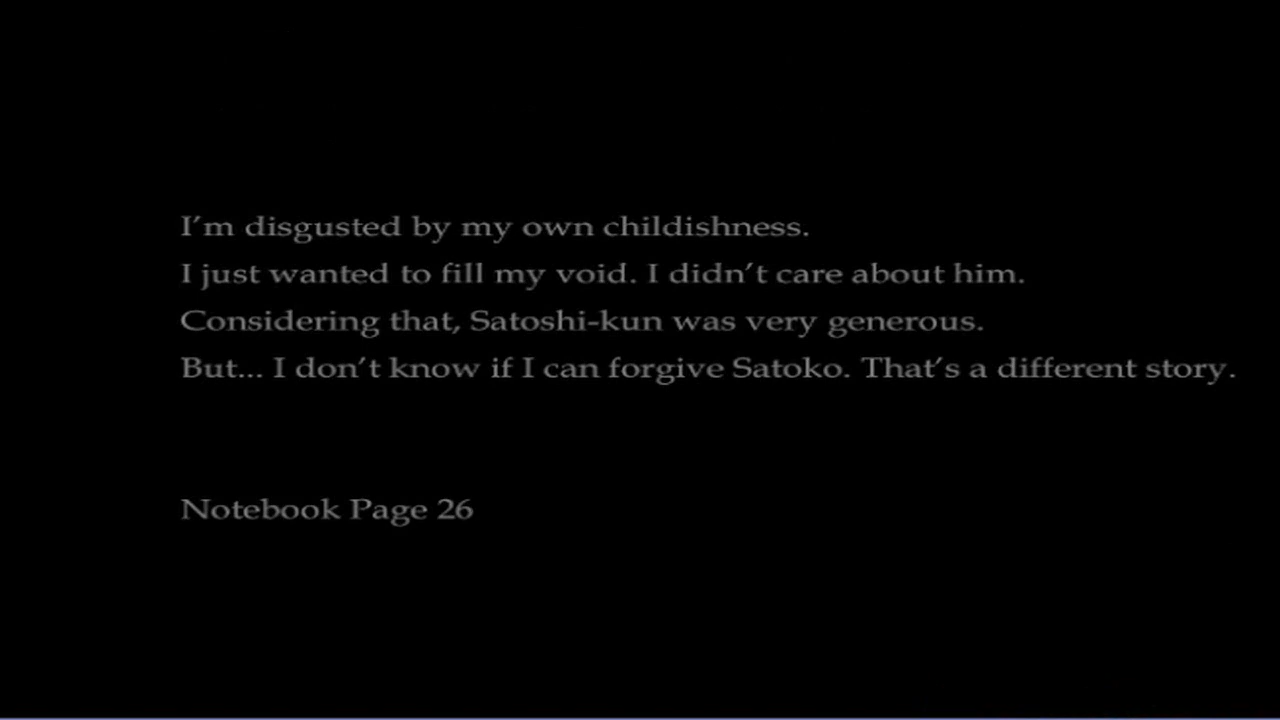 I'm disgusted by my own childishness.
I just wanted to fill my void. I didn't care about him.
Considering that, Satoshi-kun was very generous.
But... I don't know if I can forgive Satoko. That's a different story.
Notebook Page 26